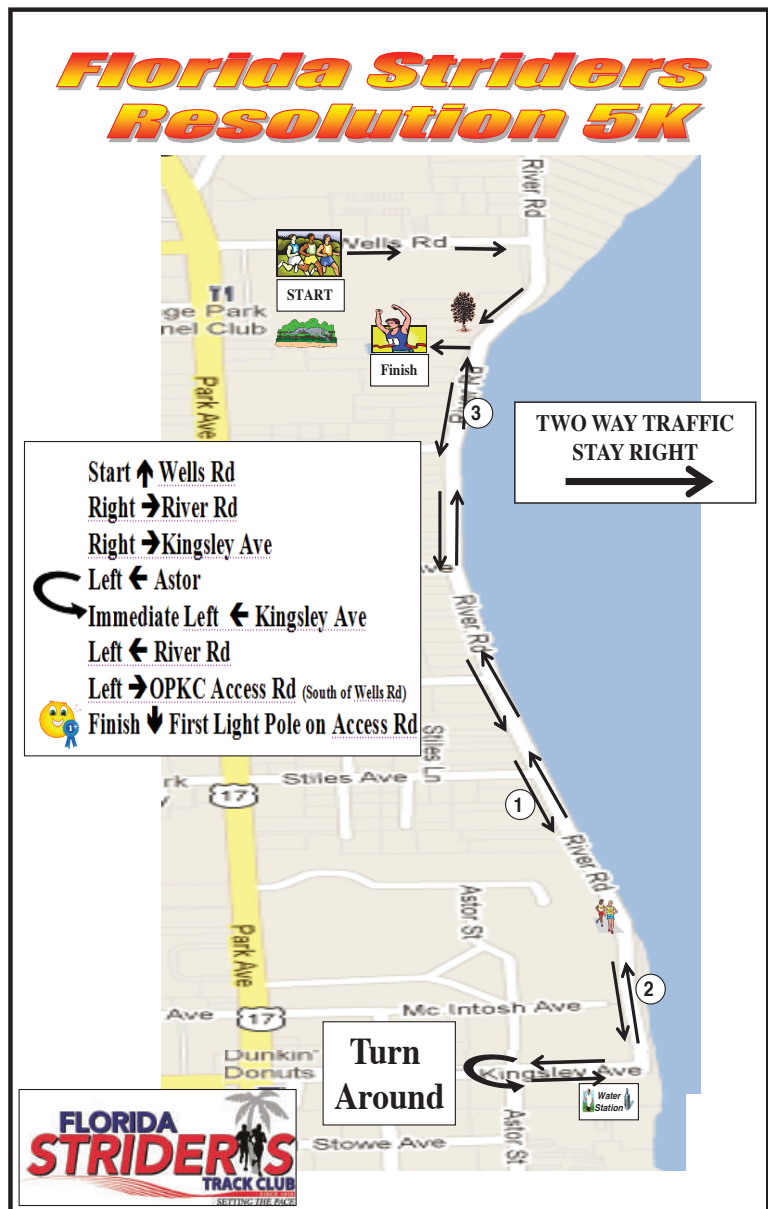 Florida Striders
Resolution 5K
River Rd
Wells Rd
START
T1
ge Park
nel Club
Finish
Park Ave
3
TWO WAY TRAFFIC
STAY RIGHT
Start ↑ Wells Rd
Right → River Rd
Right → Kingsley Ave
Left ← Astor
Immediate Left ← Kingsley Ave
Left ← River Rd
Left → OPKC Access Rd (South of Wells Rd)
Finish ↓ First Light Pole on Access Rd
River Rd
Stiles Ln
rk
Stiles Ave
17
1
River Rd
Astor St
Park Ave
2
Ave
17
Mc Intosh Ave
Turn
Around
Dunkin'
Donuts
Kingsley Ave
Water
Station
Astor St
Stowe Ave
FLORIDA
STRIDERS
TRACK CLUB
SETTING THE PACE